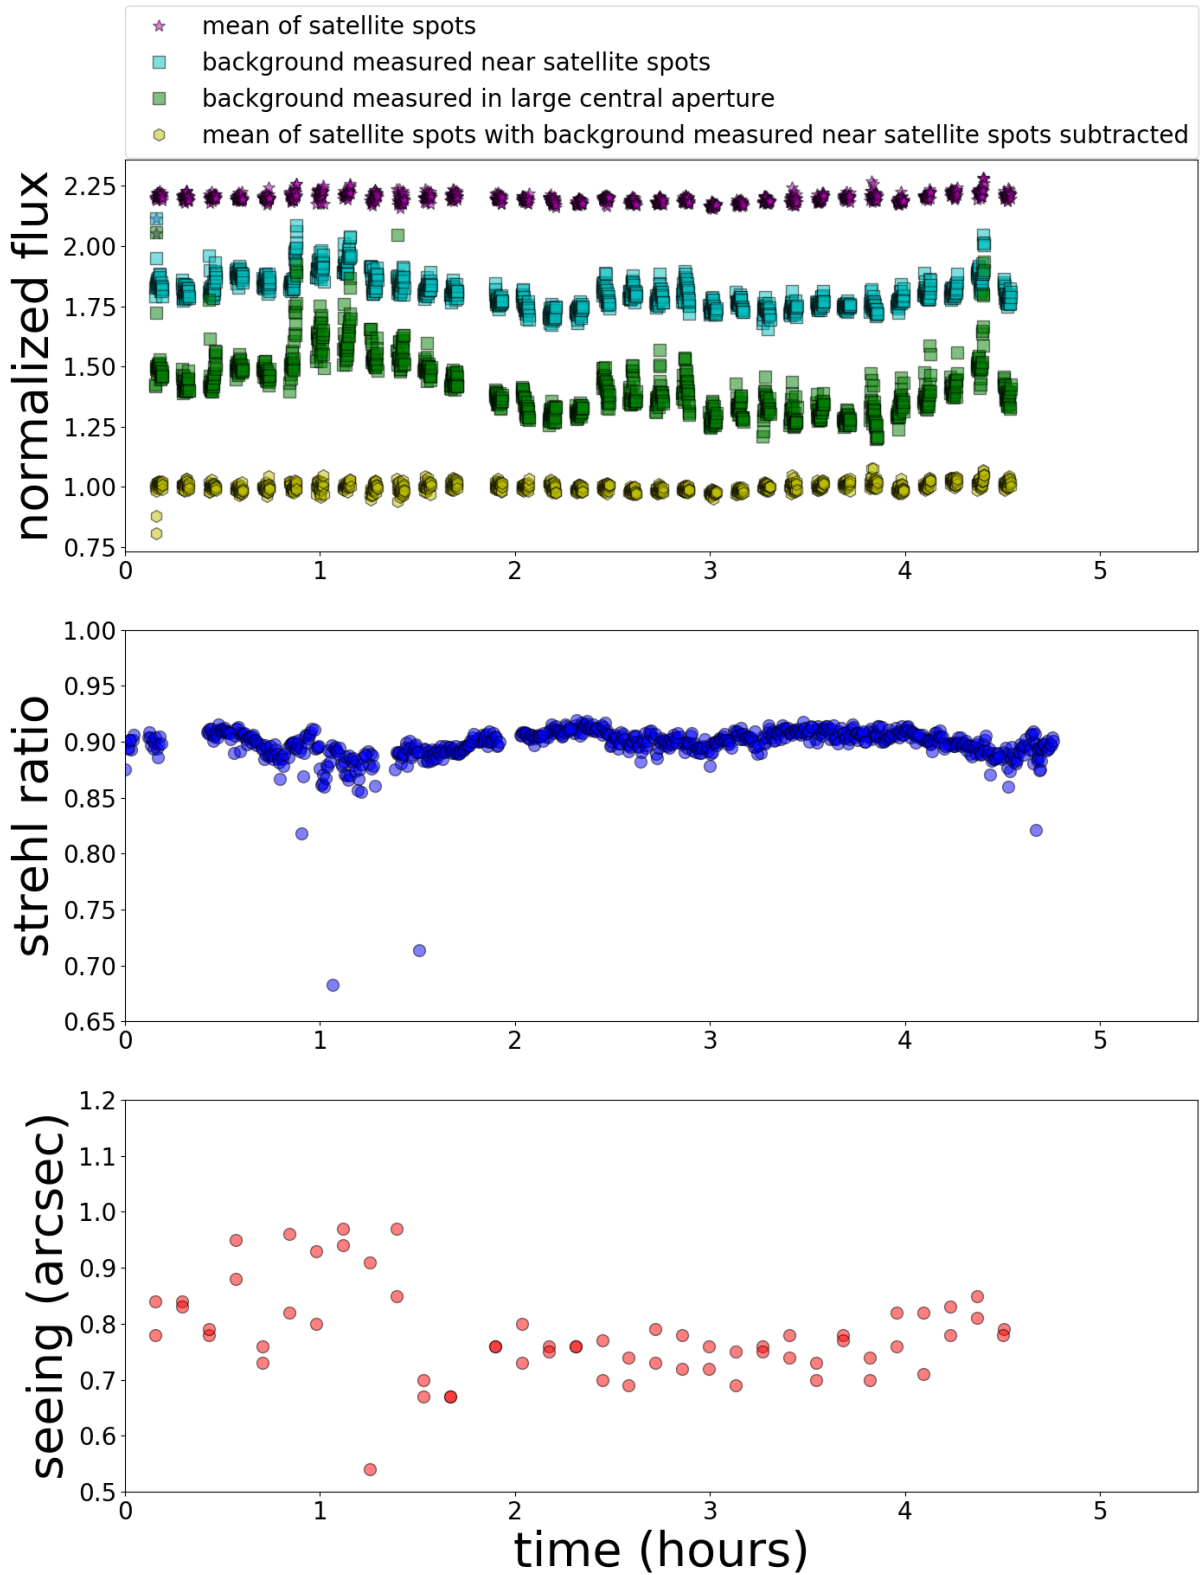 mean of satellite spots
background measured near satellite spots
background measured in large central aperture
mean of satellite spots with background measured near satellite spots subtracted
normalized flux
2.25
2.00
1.75
1.50
1.25
1.00
0.75
0 1 2 3 4 5
strehl ratio
1.00
0.95
0.90
0.85
0.80
0.75
0.70
0.65
0 1 2 3 4 5
seeing (arcsec)
1.2
1.1
1.0
0.9
0.8
0.7
0.6
0.5
0 1 2 3 4 5
time (hours)